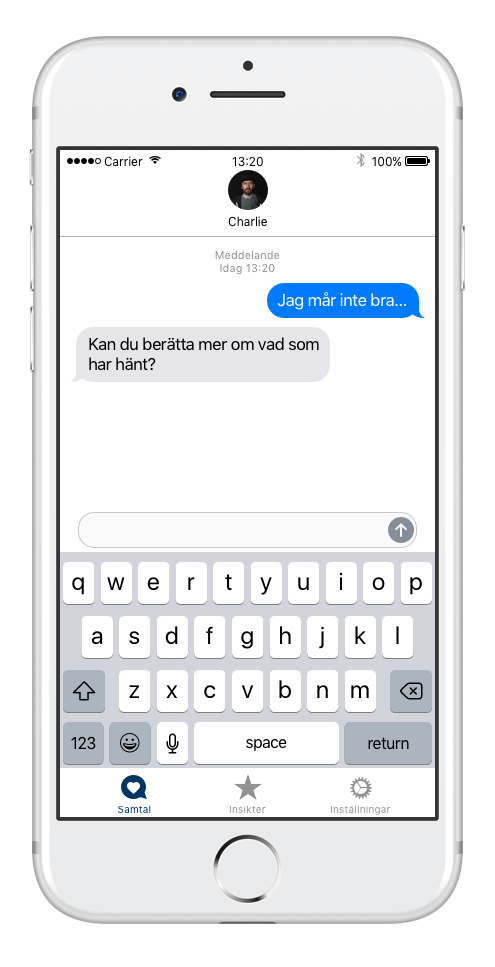 Carrier 13:20 100%
Charlie
Meddelande
Idag 13:20
Jag mår inte bra...
Kan du berätta mer om vad som
har hänt?
q w e r t y u i o p
a s d f g h j k l
z x c v b n m
123 space return
Samtal Insikter Inställningar